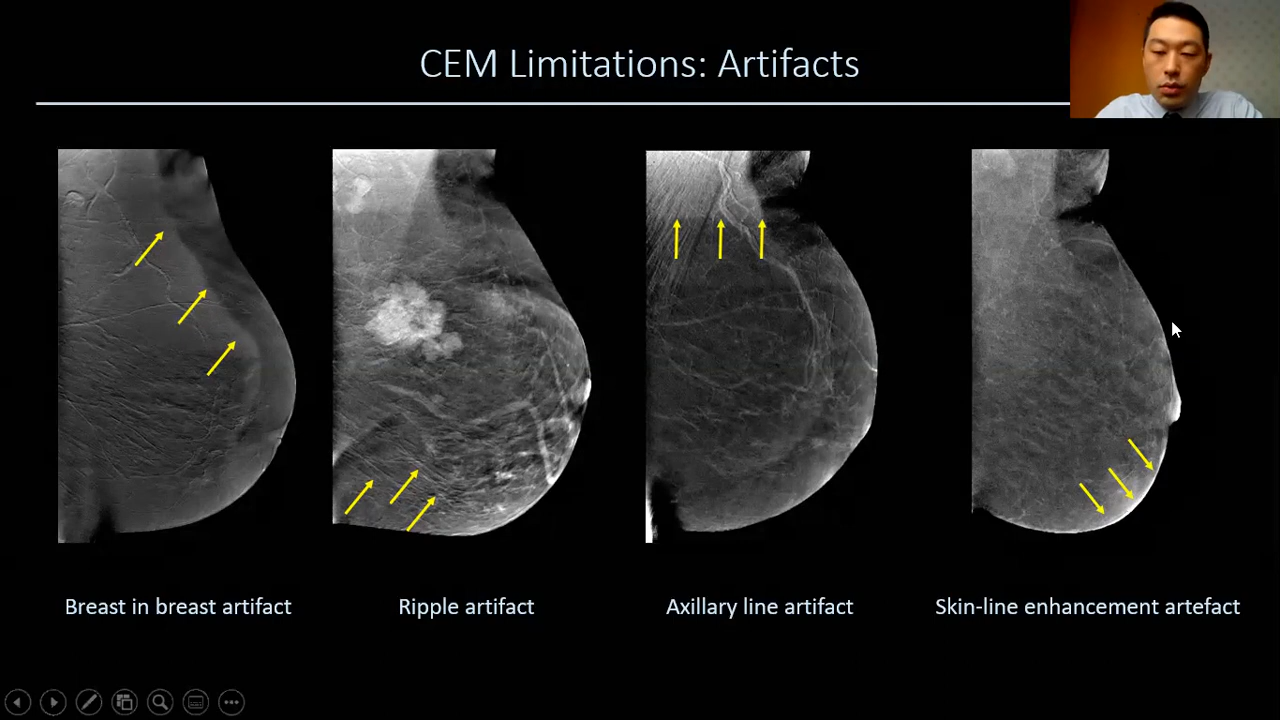 CEM Limitations: Artifacts
Breast in breast artifact
Ripple artifact
Axillary line artifact
Skin-line enhancement artefact